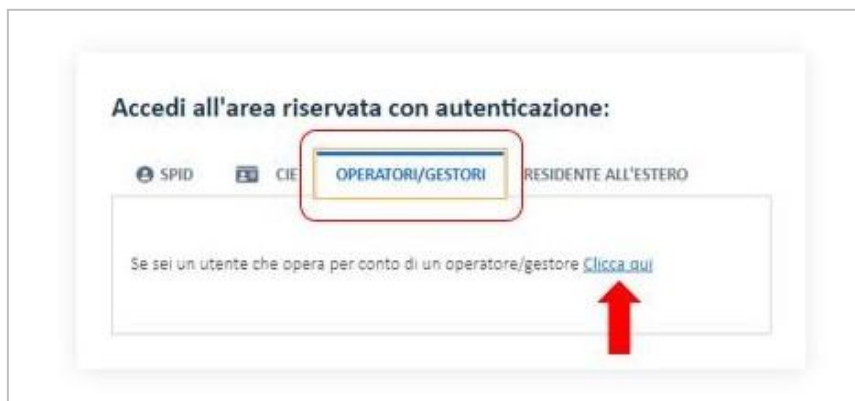 Accedi all'area riservata con autenticazione:
SPID CIE OPERATORI/GESTORI RESIDENTE ALL'ESTERO
Se sei un utente che opera per conto di un operatore/gestore Clicca qui